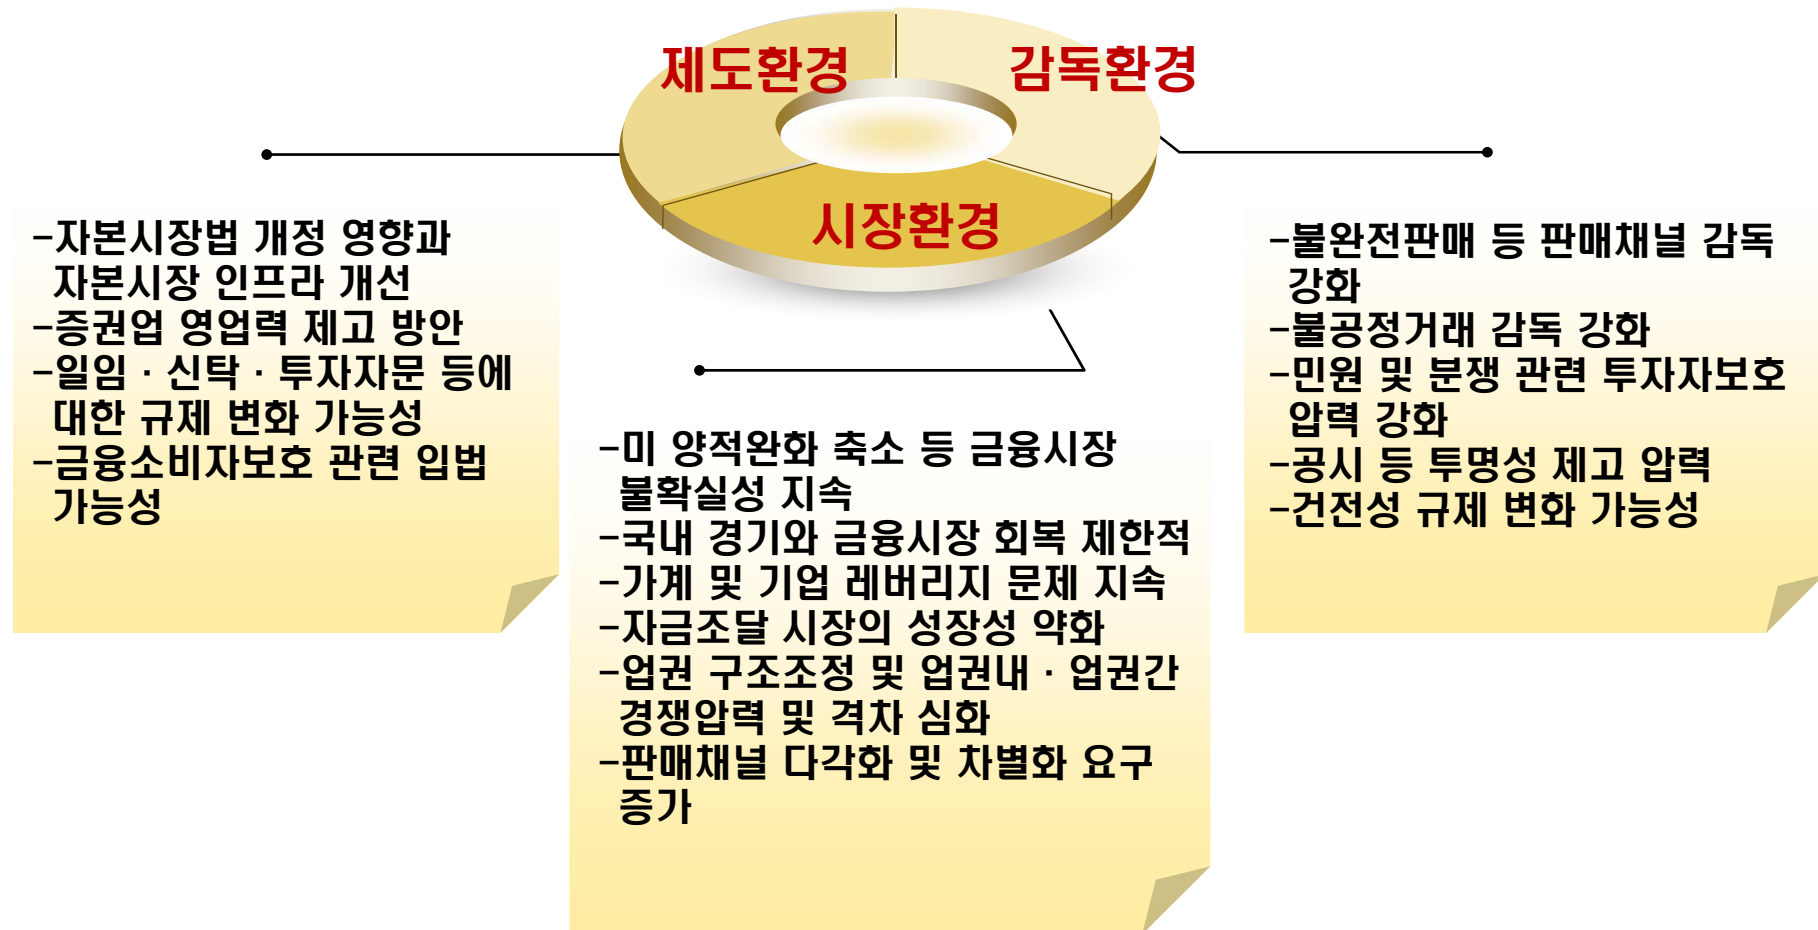 제도환경
감독환경
시장환경
-자본시장법 개정 영향과
자본시장 인프라 개선
-증권업 영업력 제고 방안
-일임·신탁·투자자문 등에
대한 규제 변화 가능성
-금융소비자보호 관련 입법
가능성
-미 양적완화 축소 등 금융시장
불확실성 지속
-국내 경기와 금융시장 회복 제한적
-가계 및 기업 레버리지 문제 지속
-자금조달 시장의 성장성 약화
-업권 구조조정 및 업권내·업권간
경쟁압력 및 격차 심화
-판매채널 다각화 및 차별화 요구
증가
-불완전판매 등 판매채널 감독
강화
-불공정거래 감독 강화
-민원 및 분쟁 관련 투자자보호
압력 강화
-공시 등 투명성 제고 압력
-건전성 규제 변화 가능성